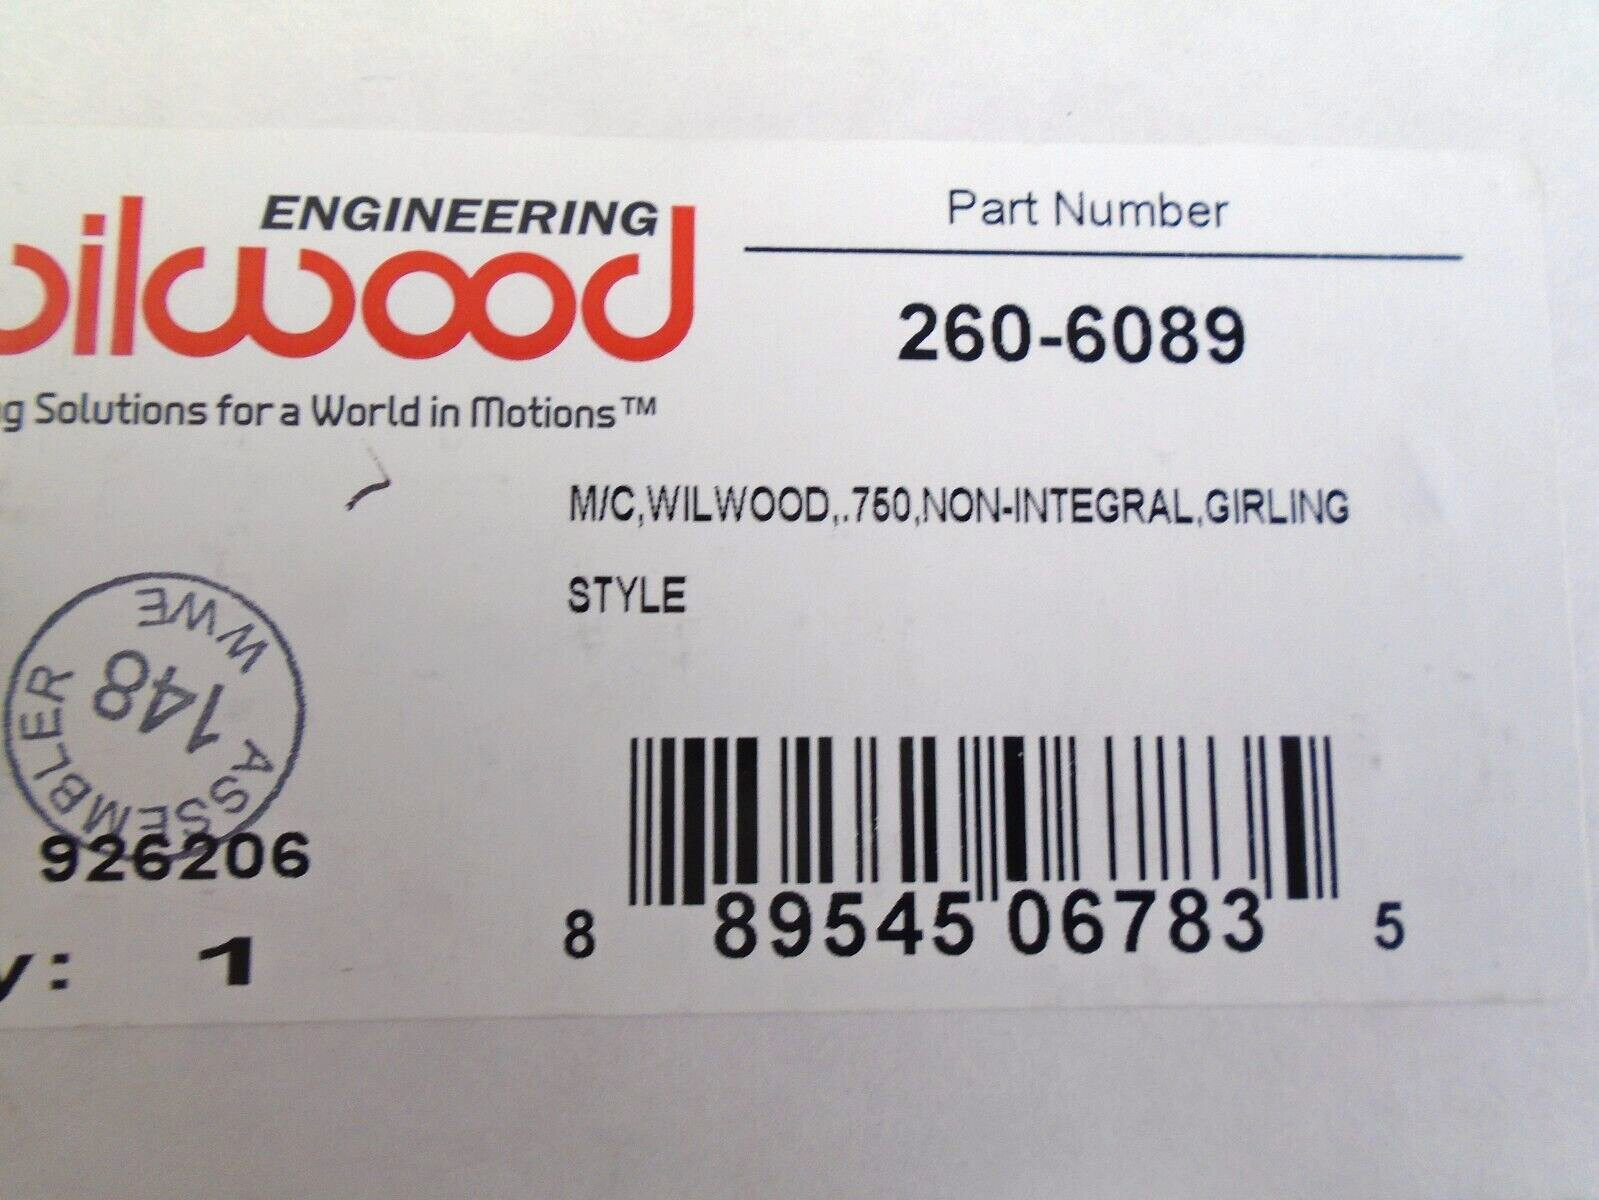 ENGINEERING
wilwood
Solutions for a World in Motions™
Part Number
260-6089
M/C,WILWOOD,.750,NON-INTEGRAL,GIRLING
STYLE
WWE
148
ASSEMBLER
926206
y: 1
8 89545 06783 5